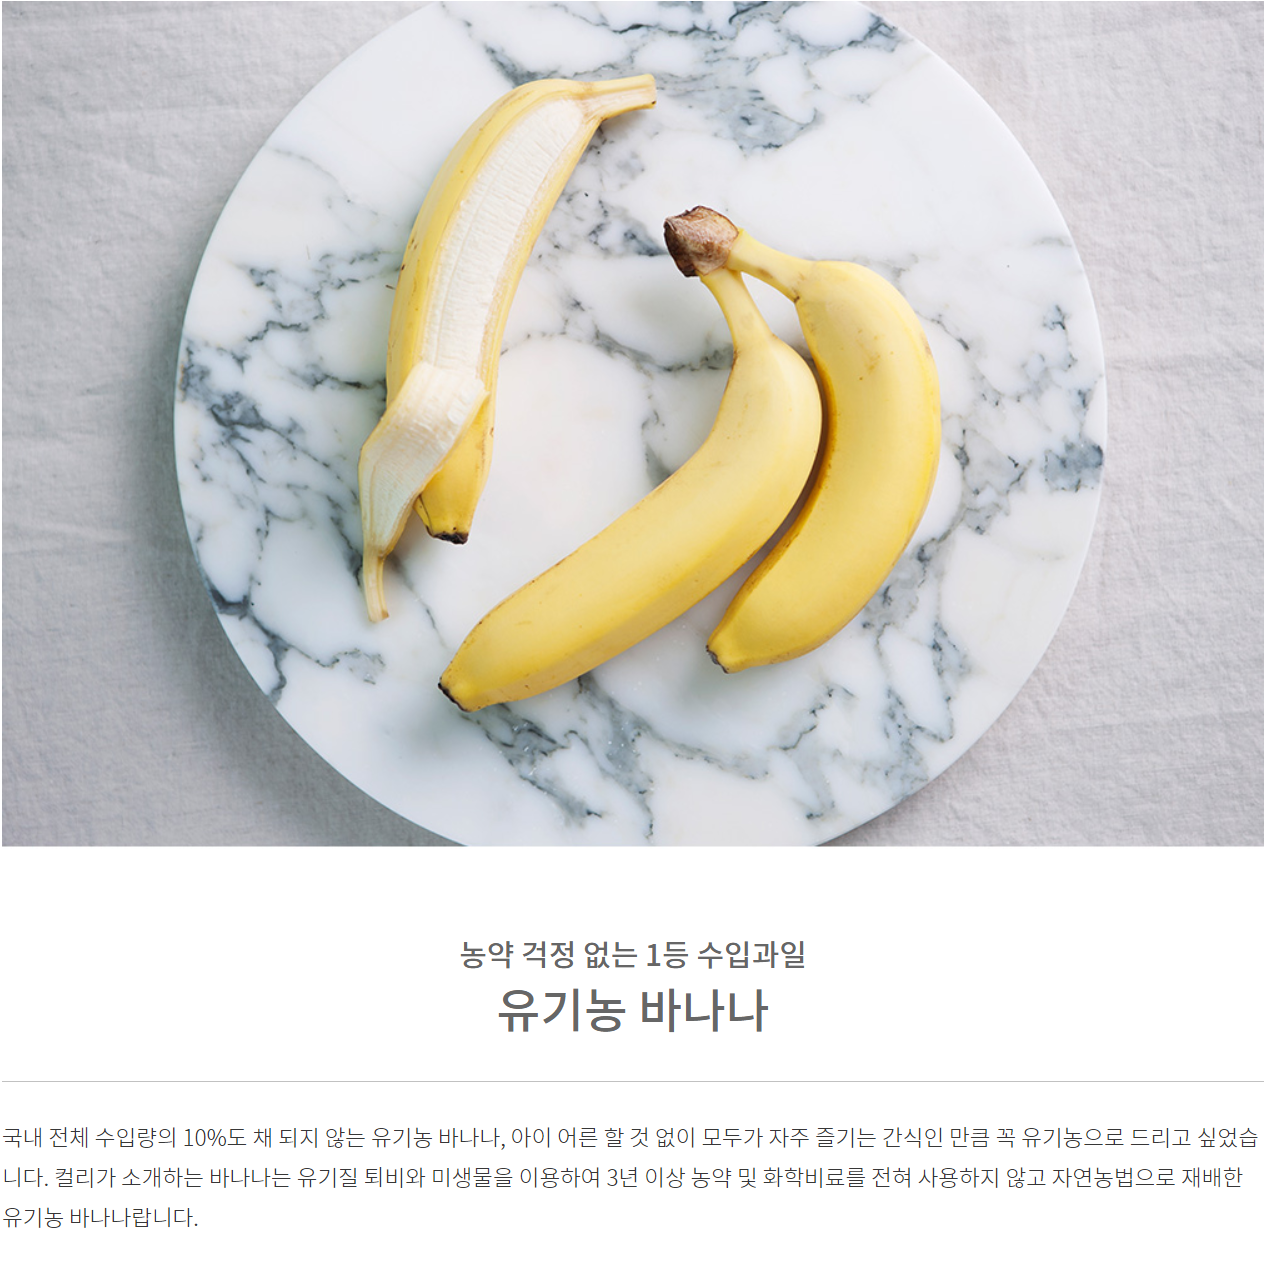 농약 걱정 없는 1등 수입과일
유기농 바나나
국내 전체 수입량의 10%도 채 되지 않는 유기농 바나나, 아이 어른 할 것 없이 모두가 자주 즐기는 간식인 만큼 꼭 유기농으로 드리고 싶었습
니다. 컬리가 소개하는 바나나는 유기질 퇴비와 미생물을 이용하여 3년 이상 농약 및 화학비료를 전혀 사용하지 않고 자연농법으로 재배한
유기농 바나나랍니다.